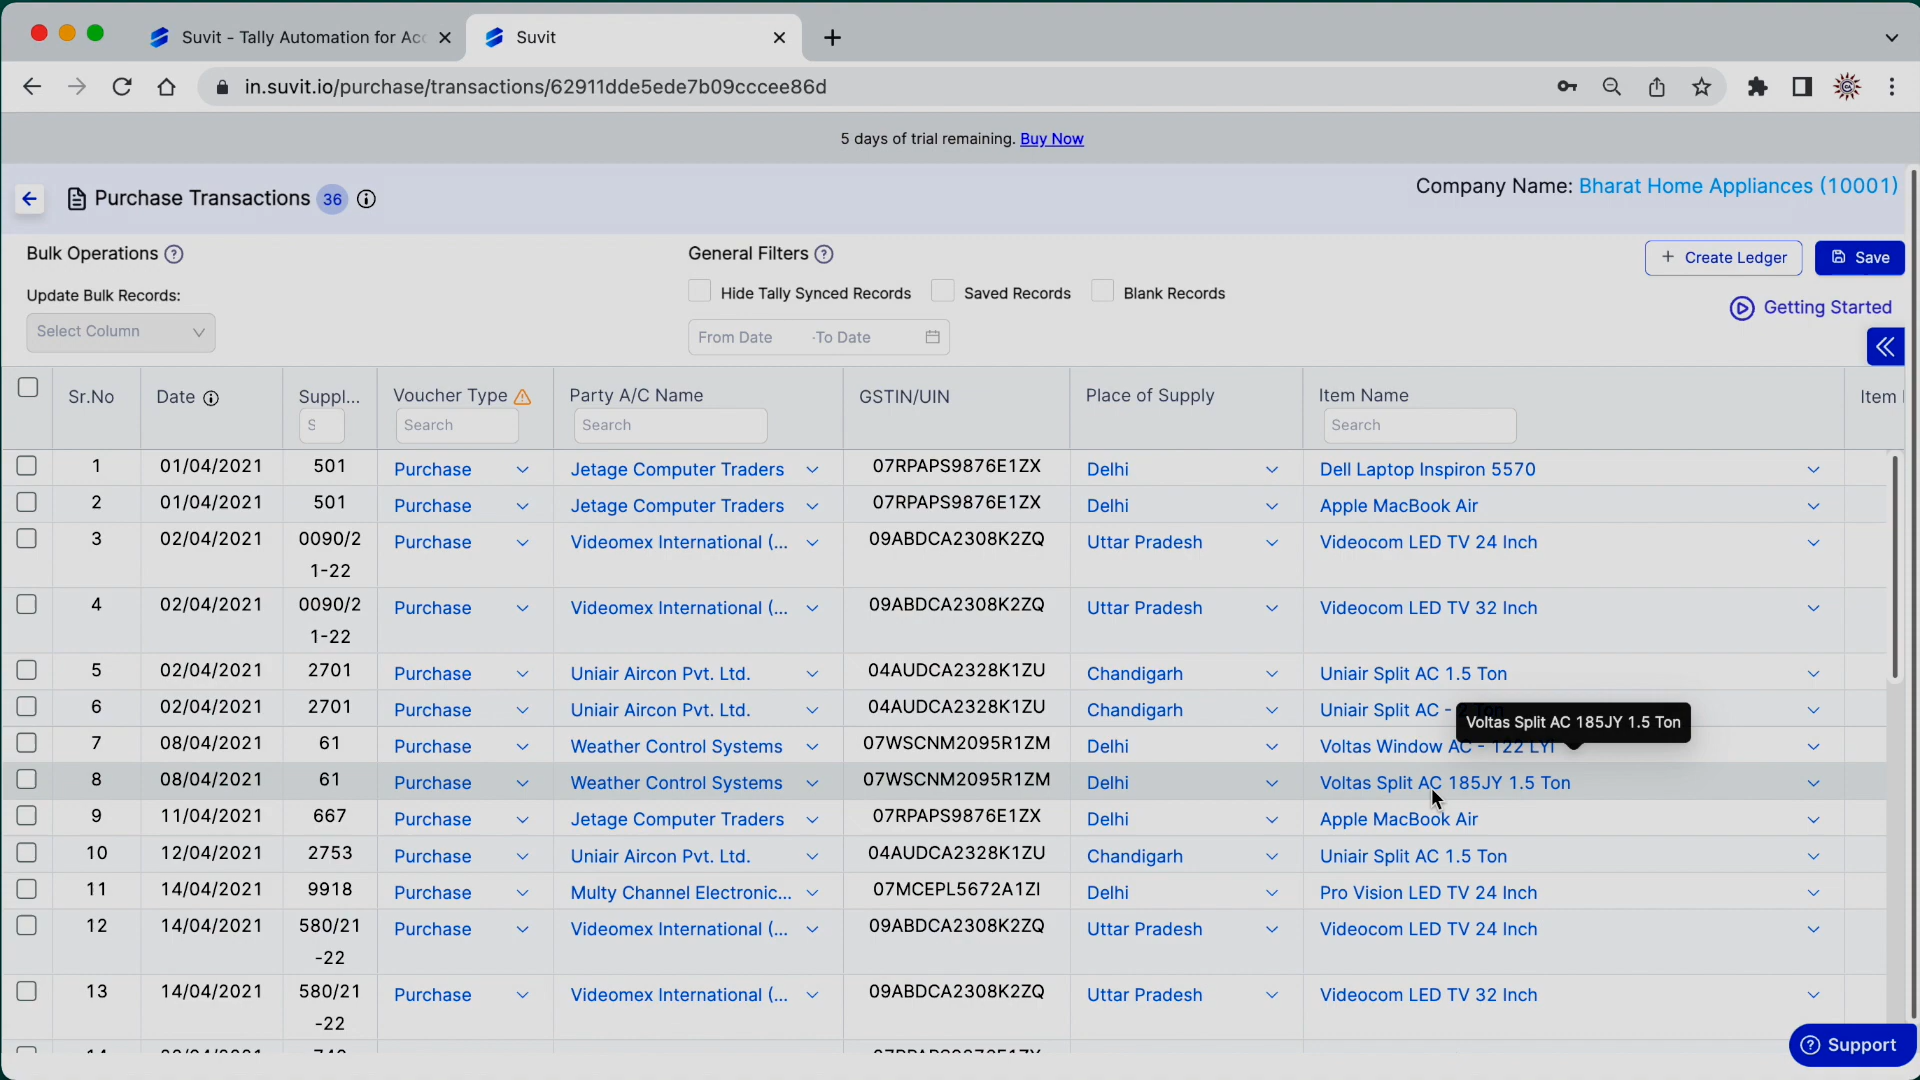 Suvit - Tally Automation for Acc
Suvit
in.suvit.io/purchase/transactions/62911dde5ede7b09cccee86d
5 days of trial remaining. Buy Now
Purchase Transactions 36
Company Name: Bharat Home Appliances (10001)
Bulk Operations
General Filters
Create Ledger
Save
Update Bulk Records:
Hide Tally Synced Records
Saved Records
Blank Records
Getting Started
Select Column
From Date
To Date
Sr.No Date Suppl... Voucher Type Party A/C Name GSTIN/UIN Place of Supply Item Name Item
S Search Search Search
1 01/04/2021 501 Purchase Jetage Computer Traders 07RPAPS9876E1ZX Delhi Dell Laptop Inspiron 5570
2 01/04/2021 501 Purchase Jetage Computer Traders 07RPAPS9876E1ZX Delhi Apple MacBook Air
3 02/04/2021 0090/2 Purchase Videomex International (... 09ABDCA2308K2ZQ Uttar Pradesh Videocom LED TV 24 Inch
1-22
4 02/04/2021 0090/2 Purchase Videomex International (... 09ABDCA2308K2ZQ Uttar Pradesh Videocom LED TV 32 Inch
1-22
5 02/04/2021 2701 Purchase Uniair Aircon Pvt. Ltd. 04AUDCA2328K1ZU Chandigarh Uniair Split AC 1.5 Ton
6 02/04/2021 2701 Purchase Uniair Aircon Pvt. Ltd. 04AUDCA2328K1ZU Chandigarh Uniair Split AC -
Voltas Split AC 185JY 1.5 Ton
7 08/04/2021 61 Purchase Weather Control Systems 07WSCNM2095R1ZM Delhi Voltas Window AC - 122 LYi
8 08/04/2021 61 Purchase Weather Control Systems 07WSCNM2095R1ZM Delhi Voltas Split AC 185JY 1.5 Ton
9 11/04/2021 667 Purchase Jetage Computer Traders 07RPAPS9876E1ZX Delhi Apple MacBook Air
10 12/04/2021 2753 Purchase Uniair Aircon Pvt. Ltd. 04AUDCA2328K1ZU Chandigarh Uniair Split AC 1.5 Ton
11 14/04/2021 9918 Purchase Multy Channel Electronic... 07MCEPL5672A1ZI Delhi Pro Vision LED TV 24 Inch
12 14/04/2021 580/21 Purchase Videomex International (... 09ABDCA2308K2ZQ Uttar Pradesh Videocom LED TV 24 Inch
-22
13 14/04/2021 580/21 Purchase Videomex International (... 09ABDCA2308K2ZQ Uttar Pradesh Videocom LED TV 32 Inch
-22
Support